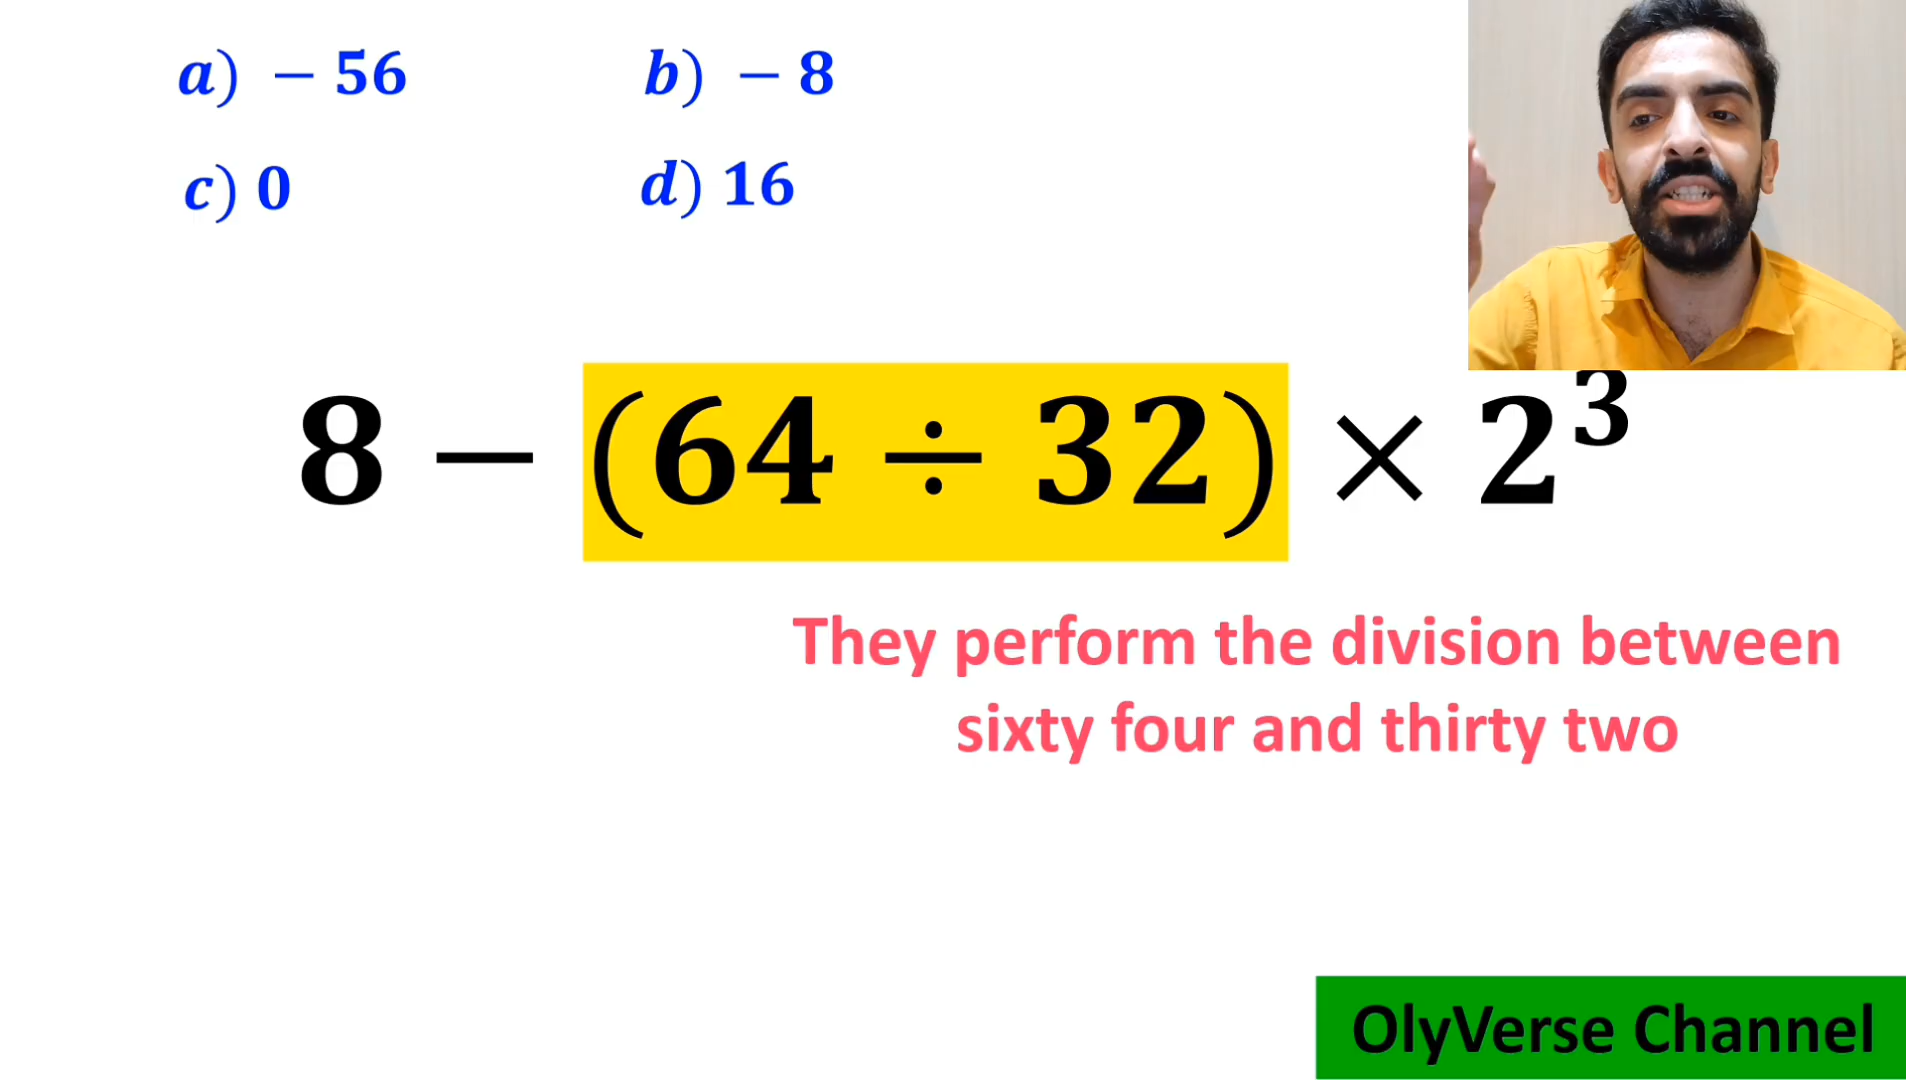 a) − 56
b) − 8
c) 0
d) 16
8 − (64 ÷ 32) × 2³
They perform the division between
sixty four and thirty two
OlyVerse Channel